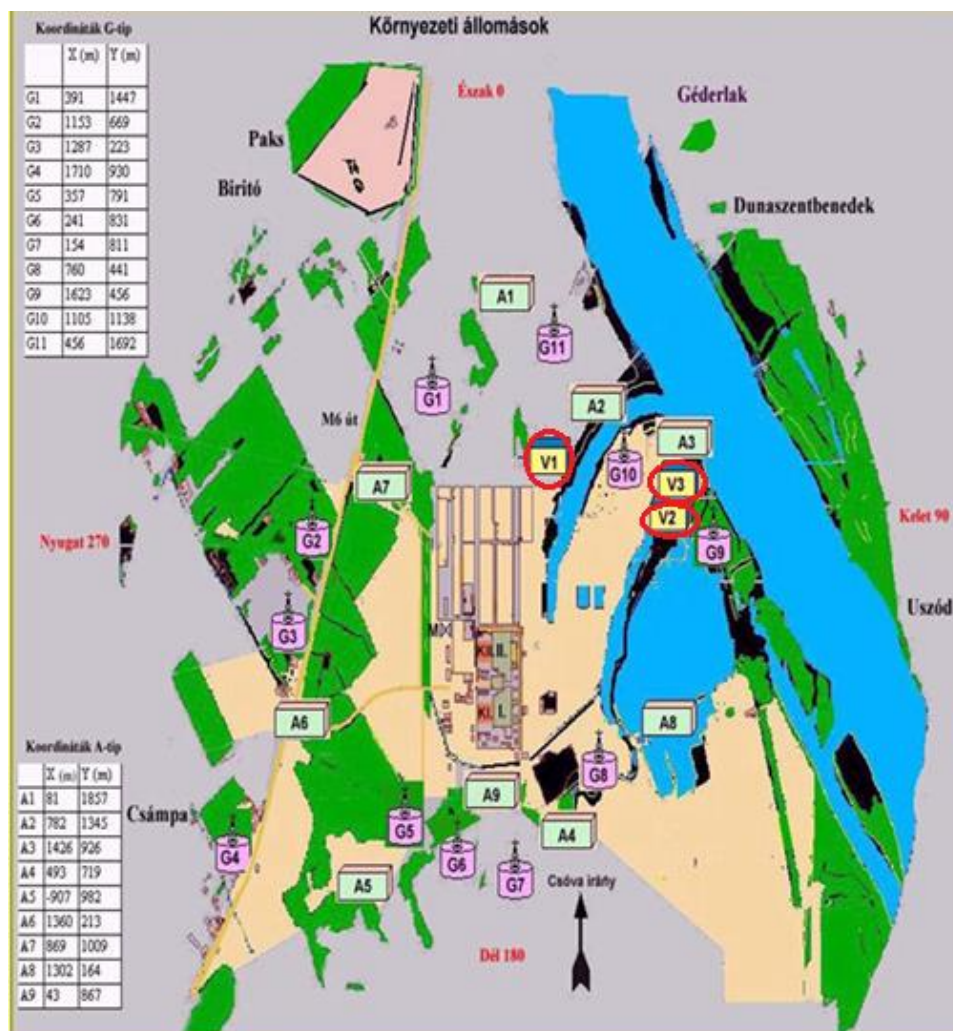 Környezeti állomások
Koordináták G-tip
X (m) Y (m)
G1 391 1447
G2 1153 669
G3 1287 223
G4 1710 930
G5 357 791
G6 241 831
G7 154 811
G8 760 441
G9 1623 456
G10 1105 1138
G11 456 1692
Észak 0
Géderlak
Paks
Biritó
Dunaszentbenedek
A1
G11
G1
A2
M6 út
A3
G10
V1
A7
V3
V2
G2
G9
Nyugat 270
Kelet 90
Uszód
G3
II.
A6
I.
A8
Koordináták A-tip
X (m) Y (m)
A1 81 1857
A2 782 1345
A3 1426 926
A4 493 719
A5 -907 982
A6 1360 213
A7 869 1009
A8 1302 164
A9 43 867
G8
A9
Csámpa
G5
A4
G4
G6
G7
A5
Csóva irány
Dél 180